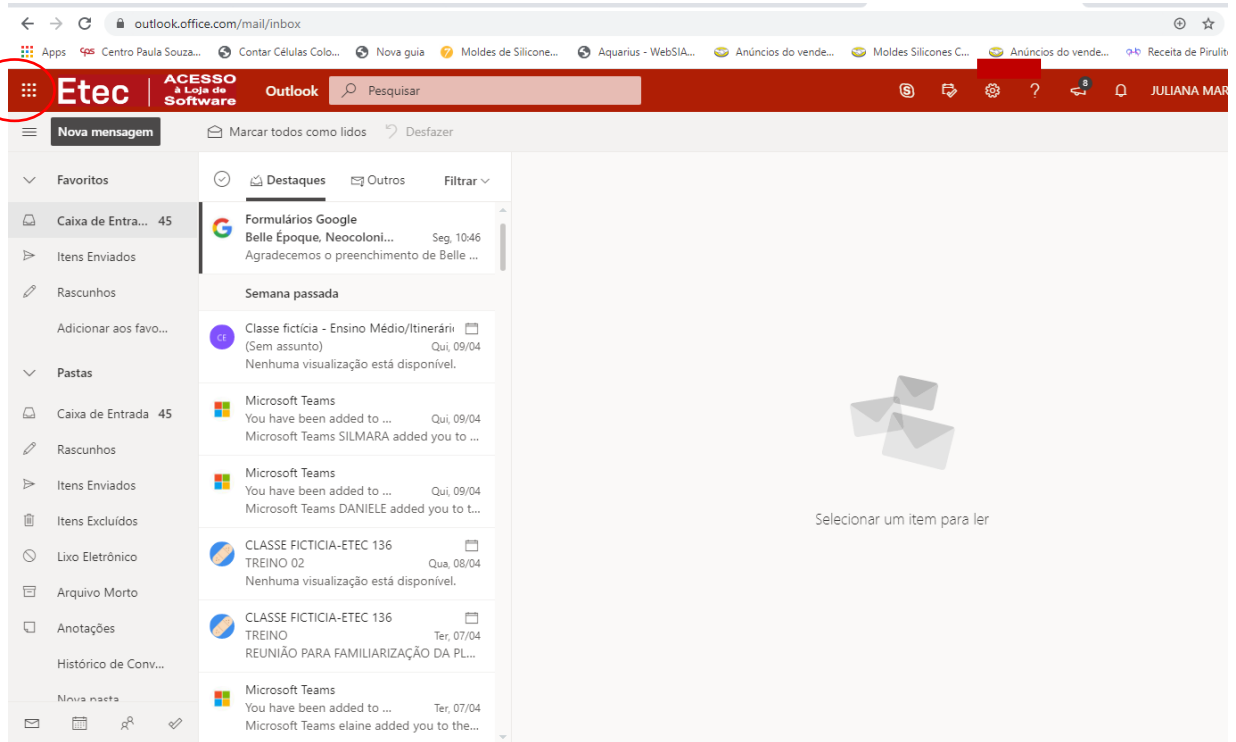 outlook.office.com/mail/inbox
Apps Centro Paula Souza... Contar Células Colo... Nova guia Moldes de Silicone... Aquarius - WebSIA... Anúncios do vende... Moldes Silicones C... Anúncios do vende... Receita de Pirulit
Etec ACESSO à Loja de Software Outlook Pesquisar 8 JULIANA MAR
Nova mensagem Marcar todos como lidos Desfazer
Favoritos
Caixa de Entra... 45
Itens Enviados
Rascunhos
Adicionar aos favo...
Pastas
Caixa de Entrada 45
Rascunhos
Itens Enviados
Itens Excluídos
Lixo Eletrônico
Arquivo Morto
Anotações
Histórico de Conv...
Nova pasta
Destaques Outros Filtrar
Formulários Google
Belle Époque, Neocoloni... Seg, 10:46
Agradecemos o preenchimento de Belle ...
Semana passada
CE
Classe fictícia - Ensino Médio/Itinerári
(Sem assunto) Qui, 09/04
Nenhuma visualização está disponível.
Microsoft Teams
You have been added to ... Qui, 09/04
Microsoft Teams SILMARA added you to ...
Microsoft Teams
You have been added to ... Qui, 09/04
Microsoft Teams DANIELE added you to t...
CLASSE FICTICIA-ETEC 136
TREINO 02 Qua, 08/04
Nenhuma visualização está disponível.
CLASSE FICTICIA-ETEC 136
TREINO Ter, 07/04
REUNIÃO PARA FAMILIARIZAÇÃO DA PL...
Microsoft Teams
You have been added to ... Ter, 07/04
Microsoft Teams elaine added you to the...
Selecionar um item para ler